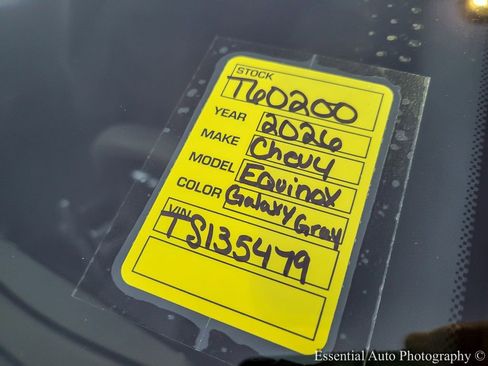 STOCK
T60200
YEAR 2026
MAKE Chevy
MODEL Equinox
COLOR Galaxy Gray
VIN TS135479
Essential Auto Photography ©